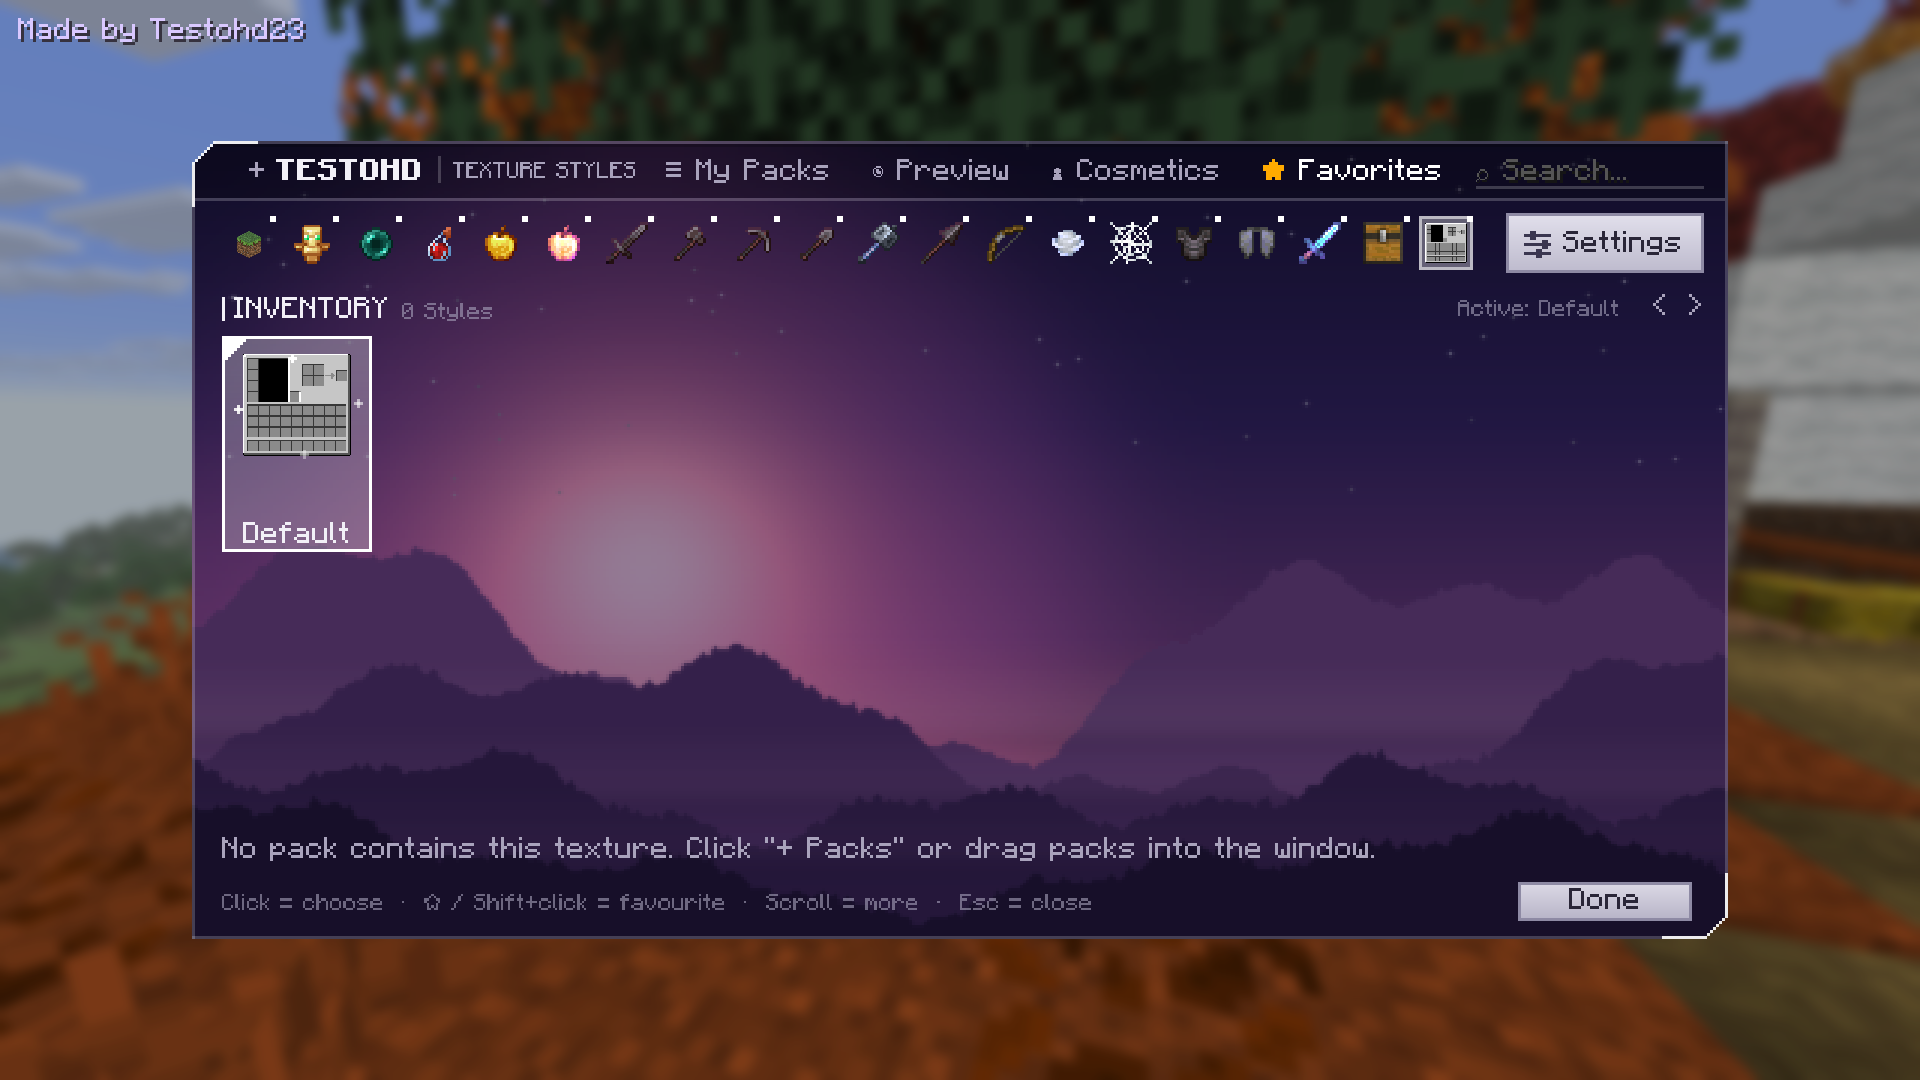 Made by Testohd23
+ TESTOHD | TEXTURE STYLES
My Packs
Preview
Cosmetics
Favorites
Search...
Settings
INVENTORY 0 Styles
Active: Default < >
Default
No pack contains this texture. Click "+ Packs" or drag packs into the window.
Click = choose · ☆ / Shift+click = favourite · Scroll = more · Esc = close
Done